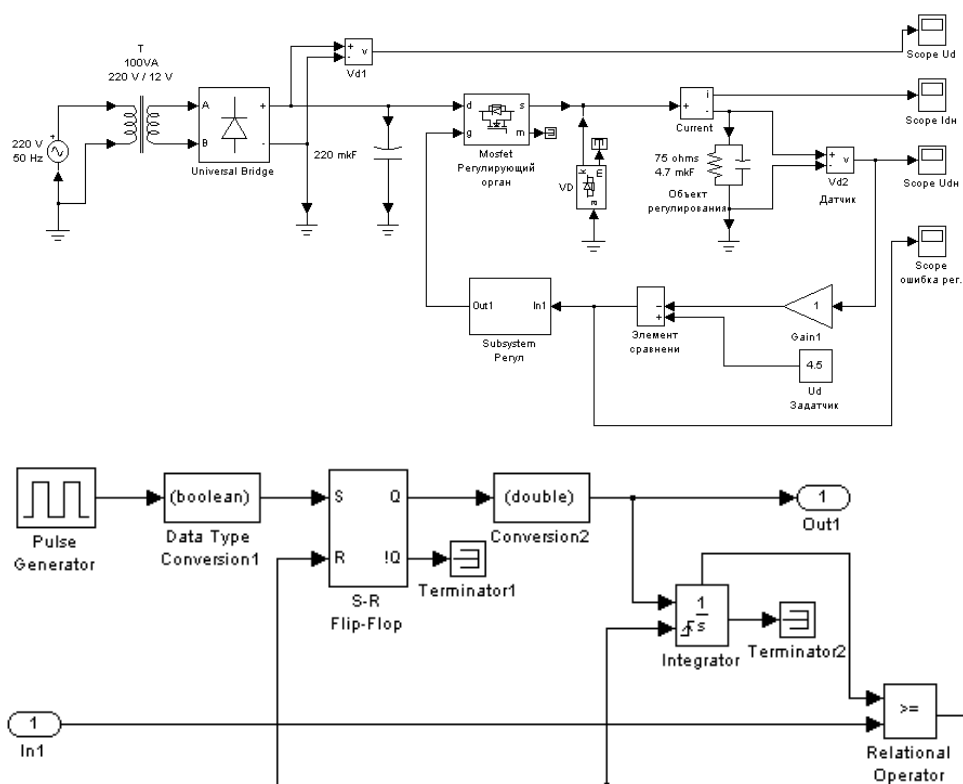 T
100VA
220 V / 12 V
220 V
50 Hz
+
A
B
+
-
Universal Bridge
+
-
v
Vd1
Scope Ud
220 mkF
d
g
s
m
Mosfet
Регулирующий
орган
k
m
a
VD
+
i
-
Current
Scope Iдн
75 ohms
4.7 mkF
Объект
регулирования
+
-
v
Vd2
Датчик
Scope Uдн
Scope
ошибка рег.
Out1
In1
Subsystem
Регул
−
+
Элемент
сравнени
1
Gain1
4.5
Ud
Задатчик
Pulse
Generator
(boolean)
Data Type
Conversion1
S
R
Q
!Q
S-R
Flip-Flop
Terminator1
(double)
Conversion2
1
Out1
1
s
Integrator
Terminator2
1
In1
>=
Relational
Operator